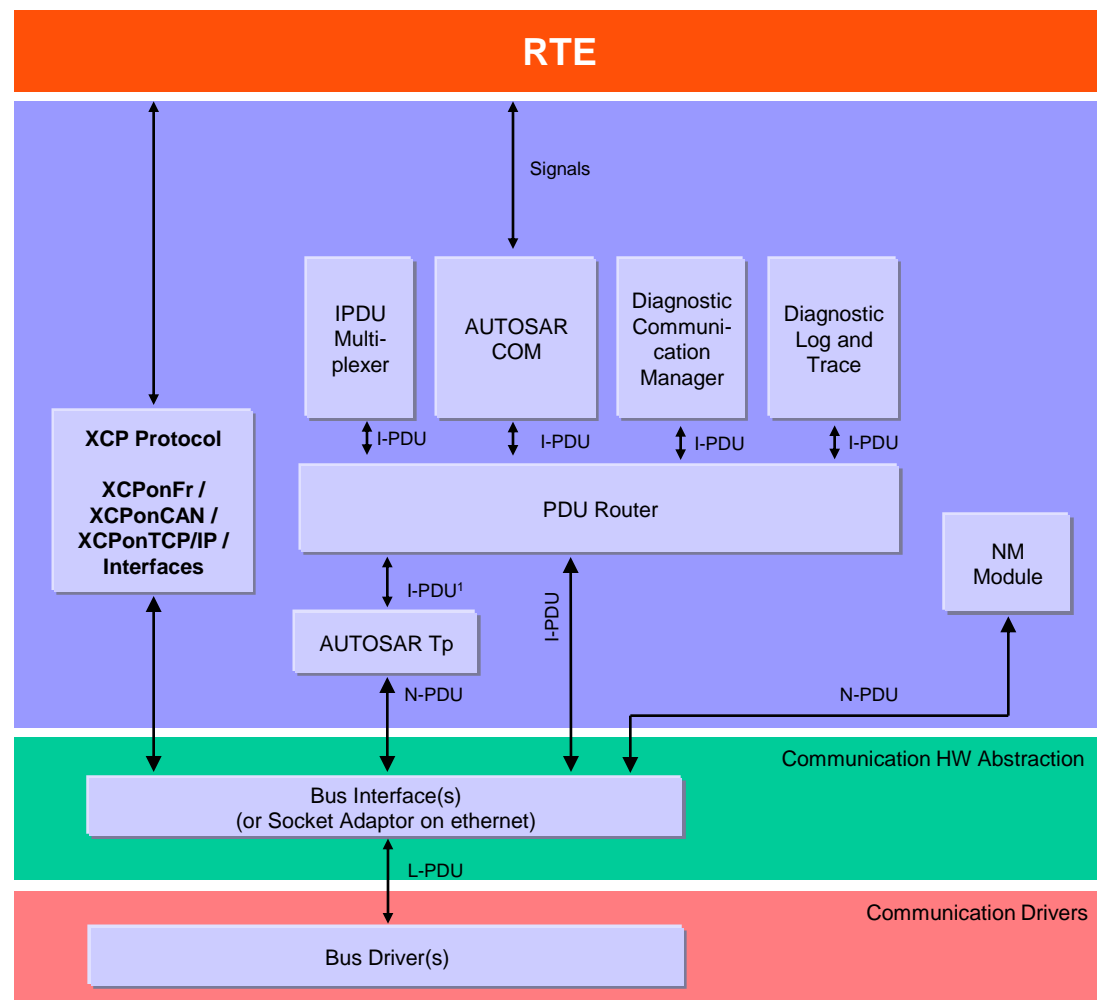 RTE
Signals
IPDU
Multi-
plexer
AUTOSAR
COM
Diagnostic
Communi-
cation
Manager
Diagnostic
Log and
Trace
XCP Protocol
XCPonFr /
XCPonCAN /
XCPonTCP/IP /
Interfaces
I-PDU
I-PDU
I-PDU
I-PDU
PDU Router
NM
Module
I-PDU¹
I-PDU
AUTOSAR Tp
N-PDU
N-PDU
Communication HW Abstraction
Bus Interface(s)
(or Socket Adaptor on ethernet)
L-PDU
Communication Drivers
Bus Driver(s)